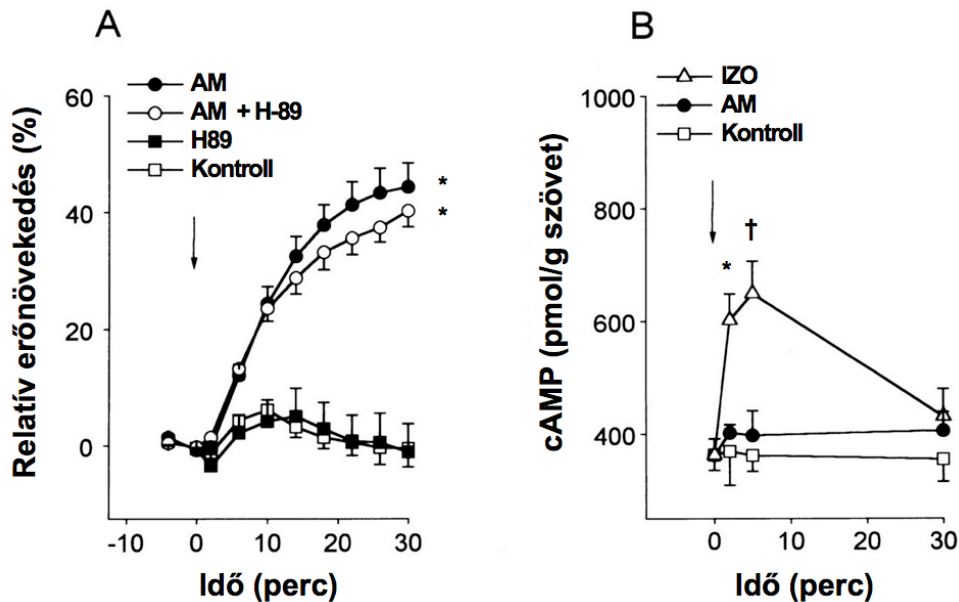 A
AM
AM + H-89
H89
Kontroll
Relatív erőnövekedés (%)
60
40
20
0
*
*
-10 0 10 20 30
Idő (perc)
B
IZO
AM
Kontroll
cAMP (pmol/g szövet)
1000
800
600
400
*
†
0 10 20 30
Idő (perc)